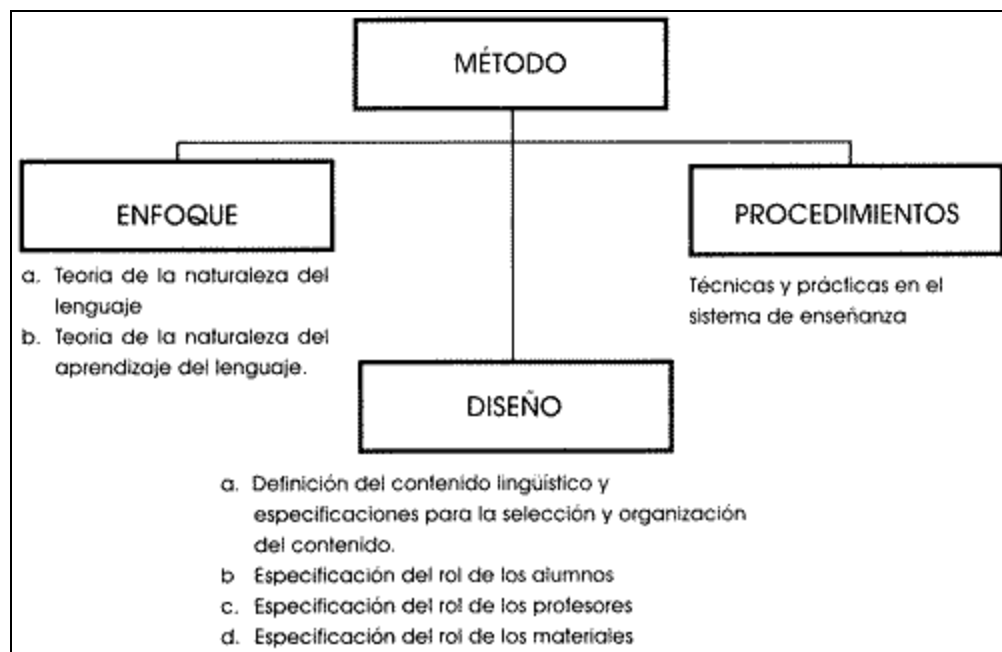 MÉTODO
ENFOQUE
a. Teoria de la naturaleza del
lenguaje
b. Teoria de la naturaleza del
aprendizaje del lenguaje.
PROCEDIMIENTOS
Técnicas y prácticas en el
sistema de enseñanza
DISEÑO
a. Definición del contenido lingüístico y
especificaciones para la selección y organización
del contenido.
b Especificación del rol de los alumnos
c. Especificación del rol de los profesores
d. Especificación del rol de los materiales